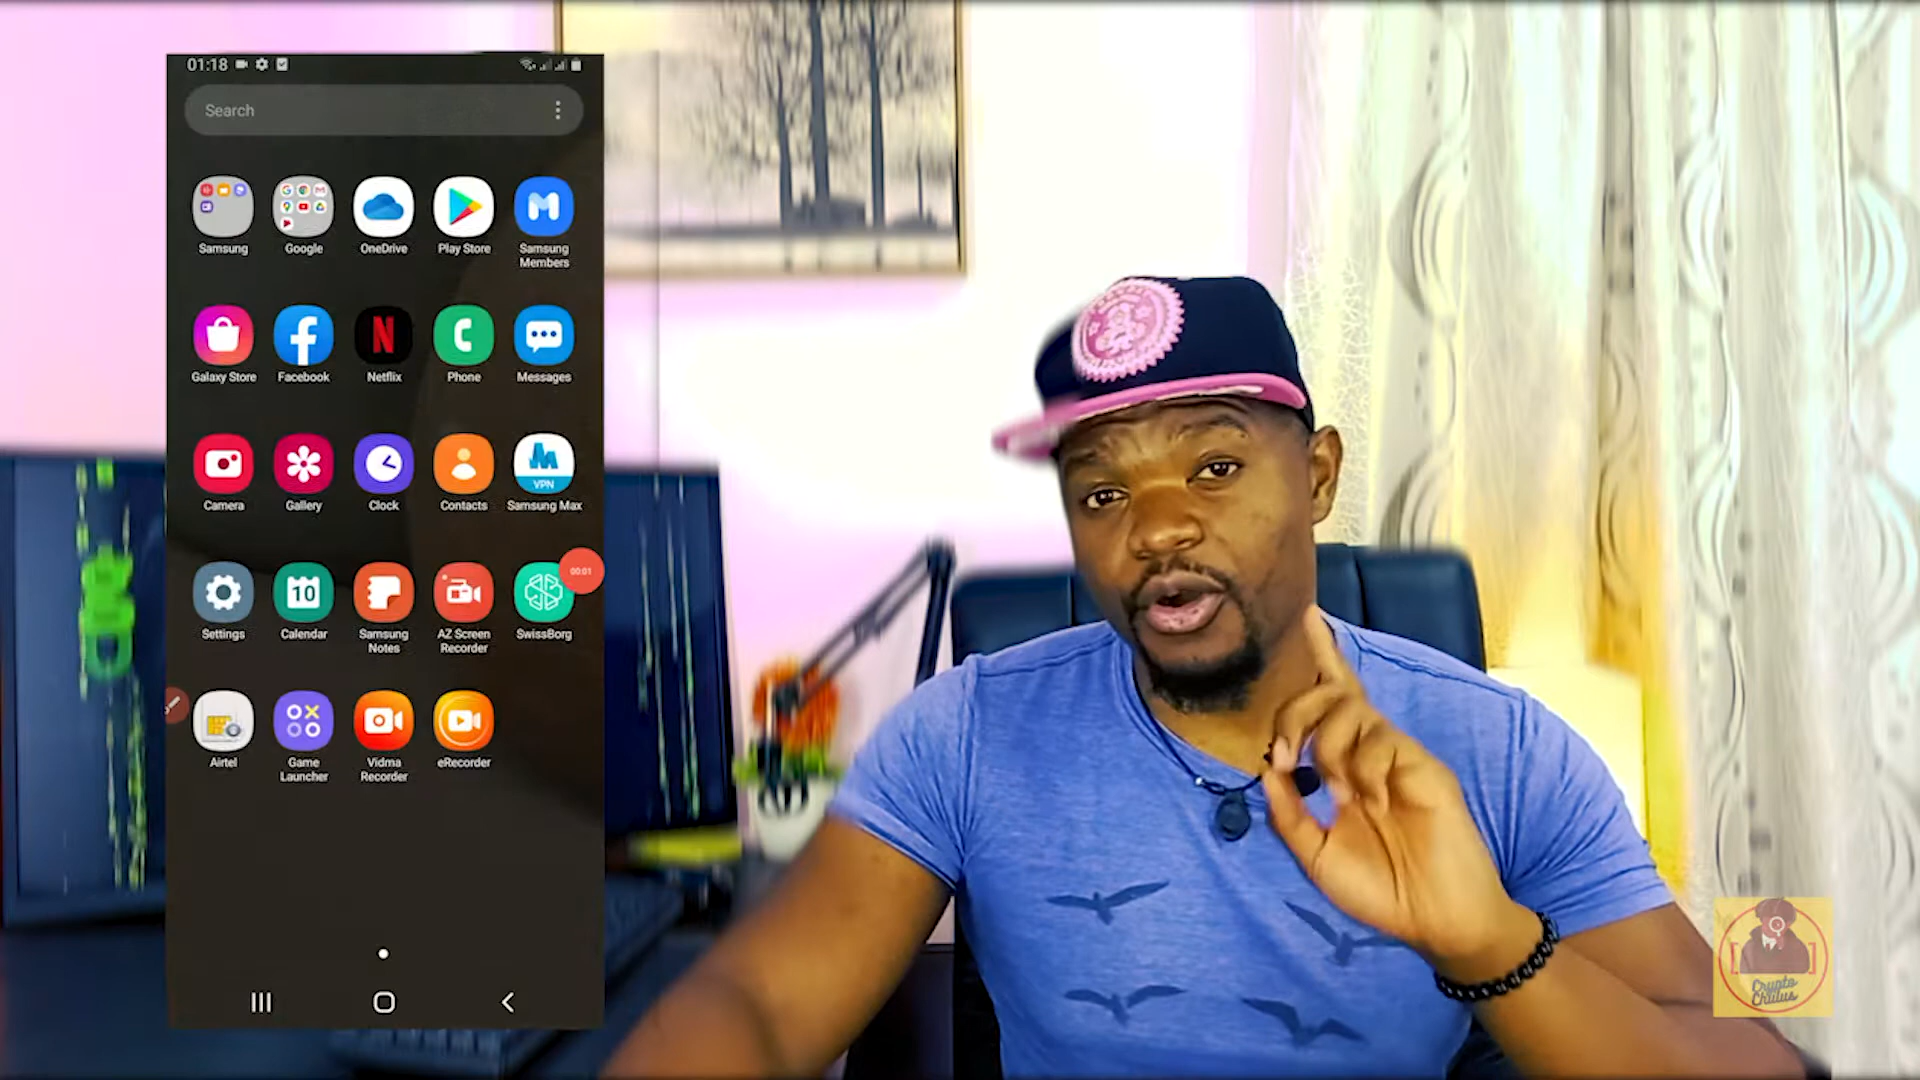 01:18
Search
Samsung
Google
OneDrive
Play Store
Samsung
Members
Galaxy Store
Facebook
Netflix
Phone
Messages
Camera
Gallery
Clock
Contacts
VPN
Samsung Max
00:01
Settings
10
Calendar
Samsung
Notes
AZ Screen
Recorder
SwissBorg
Airtel
Game
Launcher
Vidma
Recorder
eRecorder
Crypto
Chulus